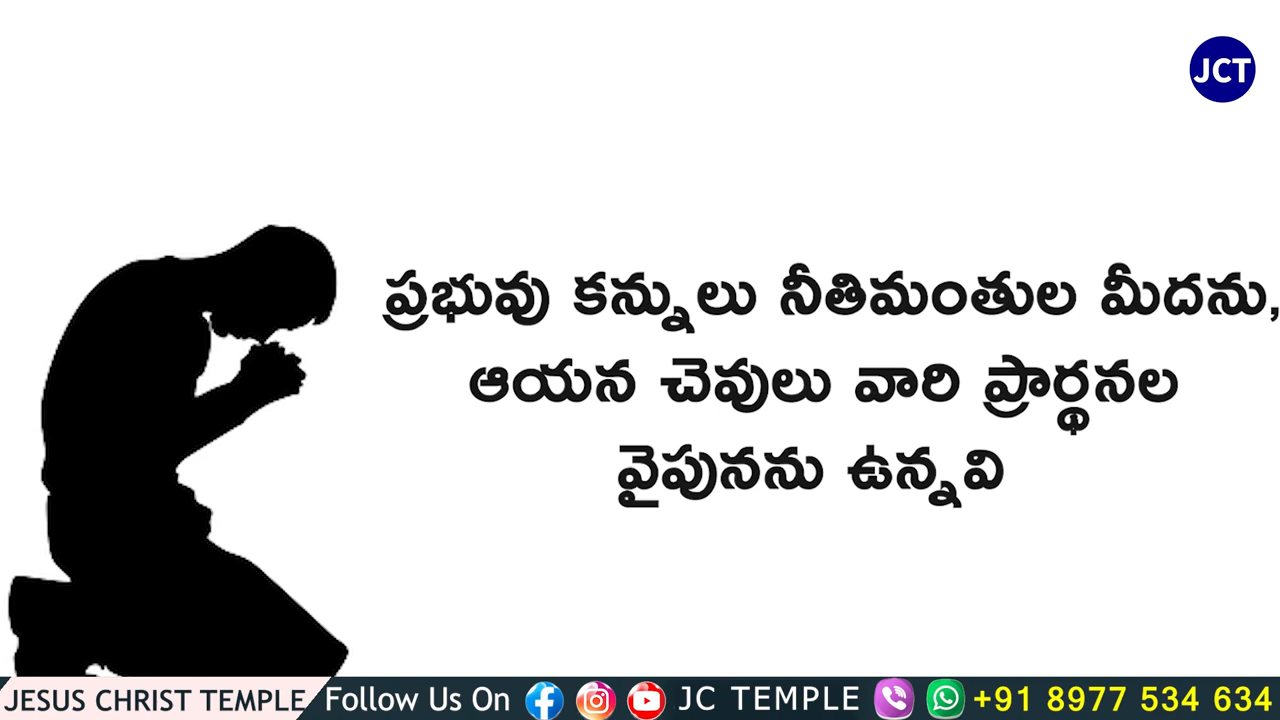 JCT
ప్రభువు కన్నులు నీతిమంతుల మీదను,
ఆయన చెవులు వారి ప్రార్థనల
వైపునను ఉన్నవి
JESUS CHRIST TEMPLE Follow Us On JC TEMPLE +91 8977 534 634